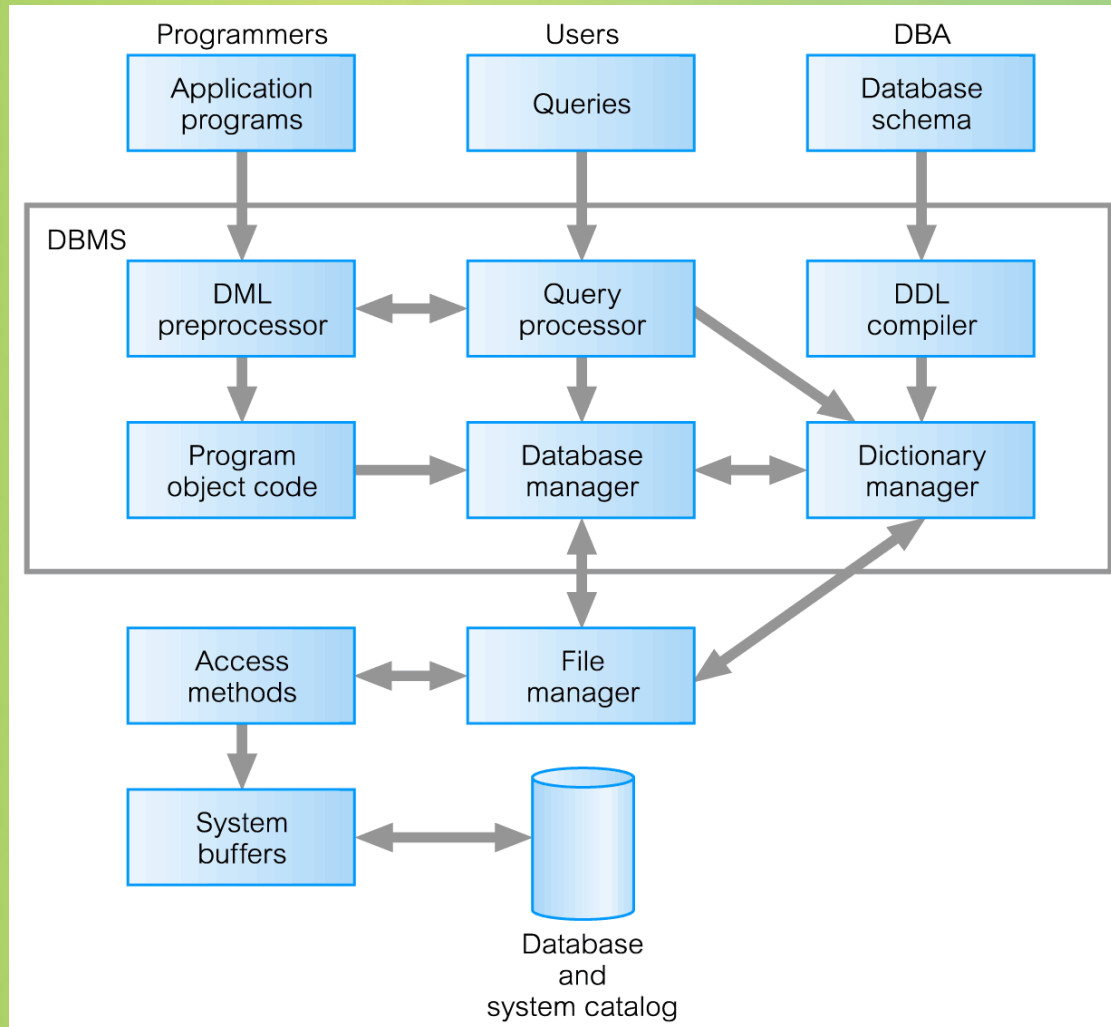 Programmers
Users
DBA
Application
programs
Queries
Database
schema
DBMS
DML
preprocessor
Query
processor
DDL
compiler
Program
object code
Database
manager
Dictionary
manager
Access
methods
File
manager
System
buffers
Database
and
system catalog